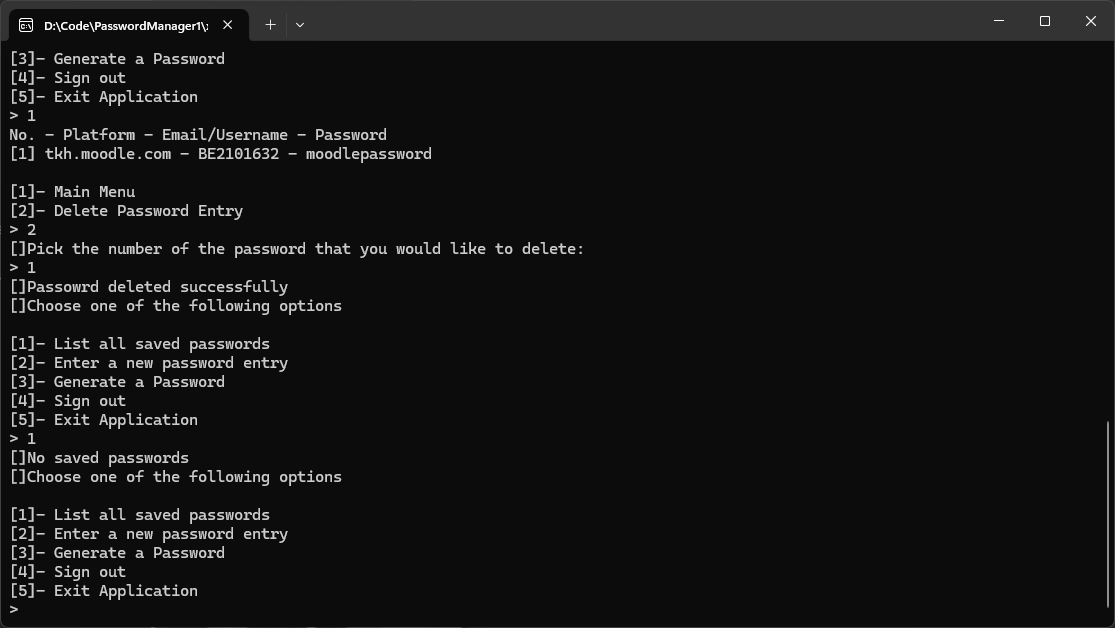 D:\Code\PasswordManager1\;
[3]- Generate a Password
[4]- Sign out
[5]- Exit Application
> 1
No. - Platform - Email/Username - Password
[1] tkh.moodle.com - BE2101632 - moodlepassword
[1]- Main Menu
[2]- Delete Password Entry
> 2
[]Pick the number of the password that you would like to delete:
> 1
[]Passowrd deleted successfully
[]Choose one of the following options
[1]- List all saved passwords
[2]- Enter a new password entry
[3]- Generate a Password
[4]- Sign out
[5]- Exit Application
> 1
[]No saved passwords
[]Choose one of the following options
[1]- List all saved passwords
[2]- Enter a new password entry
[3]- Generate a Password
[4]- Sign out
[5]- Exit Application
>